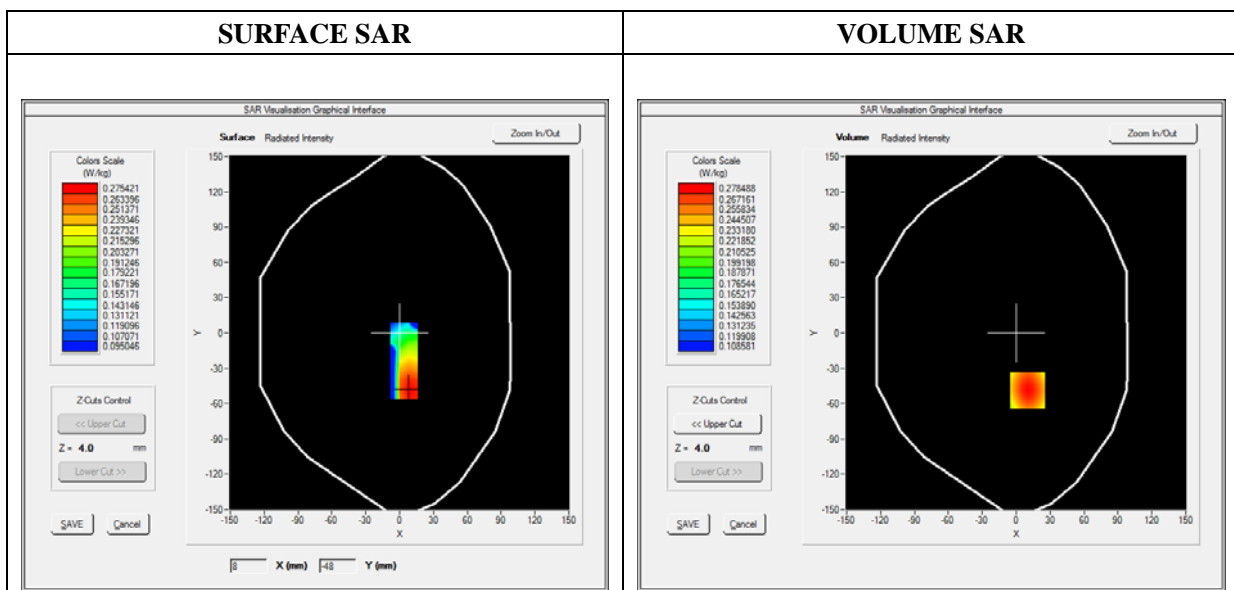 SURFACE SAR
VOLUME SAR
SAR Visualisation Graphical Interface
Surface Radiated Intensity
Zoom In/Out
Colors Scale
(W/kg)
0.275421
0.263396
0.251371
0.239346
0.227321
0.215296
0.203271
0.191246
0.179221
0.167196
0.155171
0.143146
0.131121
0.119096
0.107071
0.095046
Z-Cuts Control
<< Upper Cut
Z = 4.0 mm
Lower Cut >>
SAVE Cancel
150
120
90
60
30
0
-30
-60
-90
-120
-150
Y
-150 -120 -90 -60 -30 0 30 60 90 120 150
X
8 X (mm) -48 Y (mm)
SAR Visualisation Graphical Interface
Volume Radiated Intensity
Zoom In/Out
Colors Scale
(W/kg)
0.278488
0.267161
0.255834
0.244507
0.233180
0.221852
0.210525
0.199198
0.187871
0.176544
0.165217
0.153890
0.142563
0.131235
0.119908
0.108581
Z-Cuts Control
<< Upper Cut
Z = 4.0 mm
Lower Cut >>
SAVE Cancel
150
120
90
60
30
0
-30
-60
-90
-120
-150
Y
-150 -120 -90 -60 -30 0 30 60 90 120 150
X